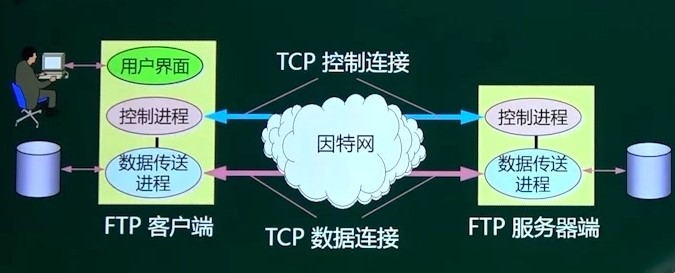 TCP 控制连接
用户界面
控制进程
控制进程
因特网
数据传送
进程
数据传送
进程
FTP 客户端
TCP 数据连接
FTP 服务器端